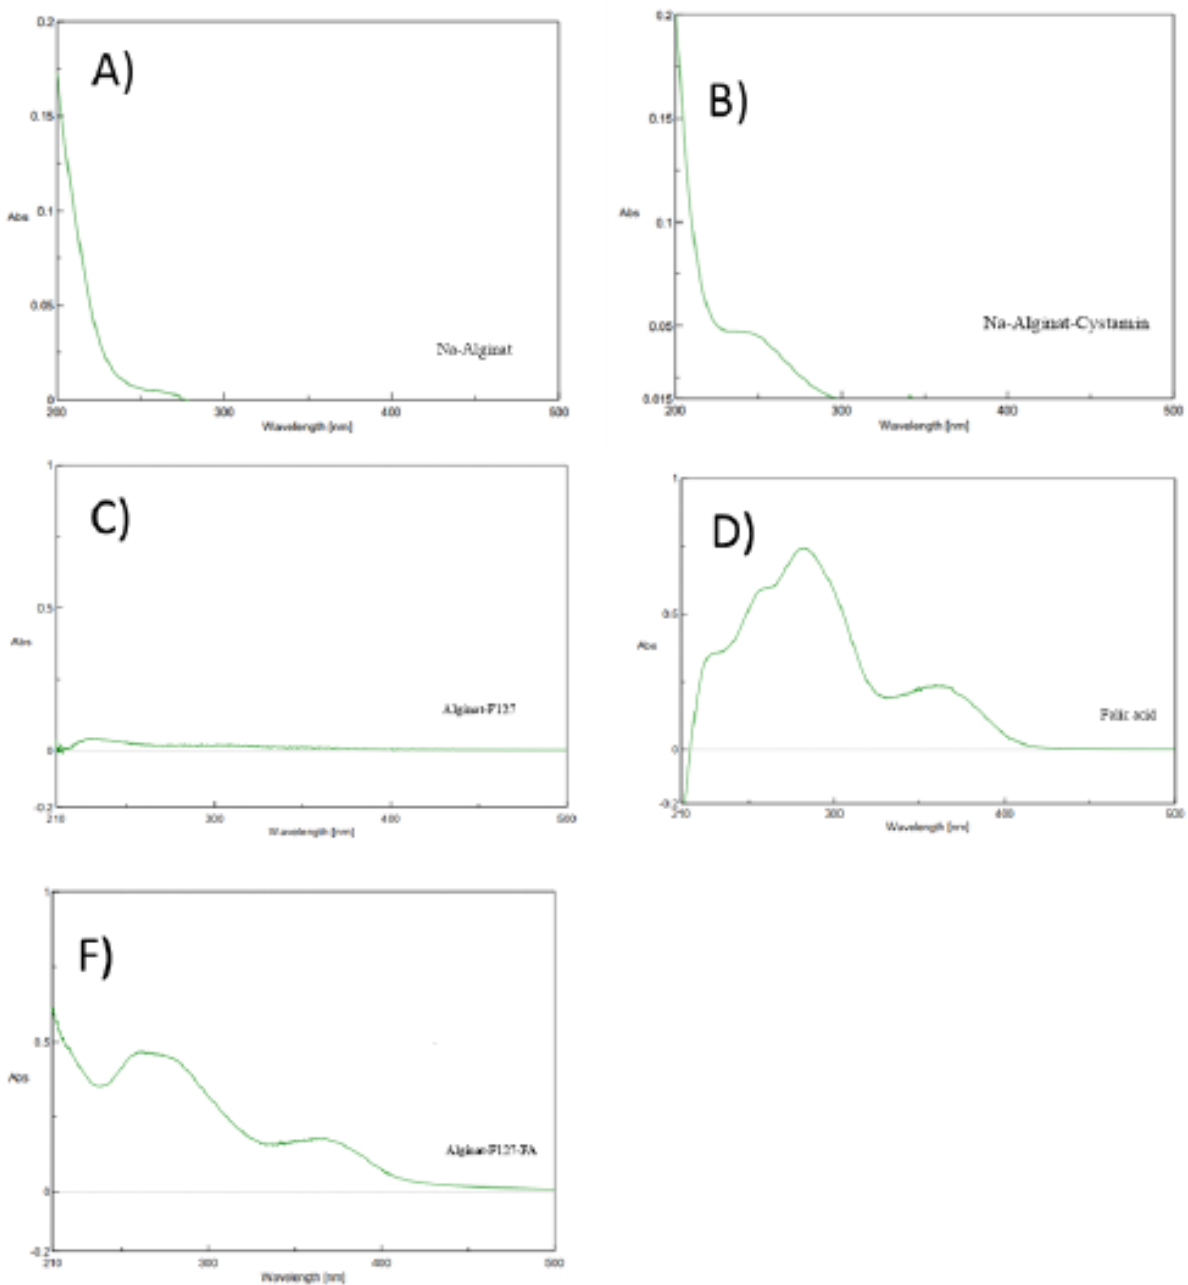 A)
0.2
0.15
0.1
0.05
0
Abs
200
300
400
500
Wavelength [nm]
Na-Alginat
B)
0.2
0.15
0.1
0.05
0.015
Abs
200
300
400
500
Wavelength [nm]
Na-Alginat-Cystamin
C)
1
0.5
0
-0.2
Abs
210
300
400
500
Wavelength [nm]
Alginat-F127
D)
1
0.5
0
-0.2
Abs
210
300
400
500
Wavelength [nm]
Folic acid
F)
1
0.5
0
-0.2
Abs
210
300
400
500
Wavelength [nm]
Alginat-F127-FA